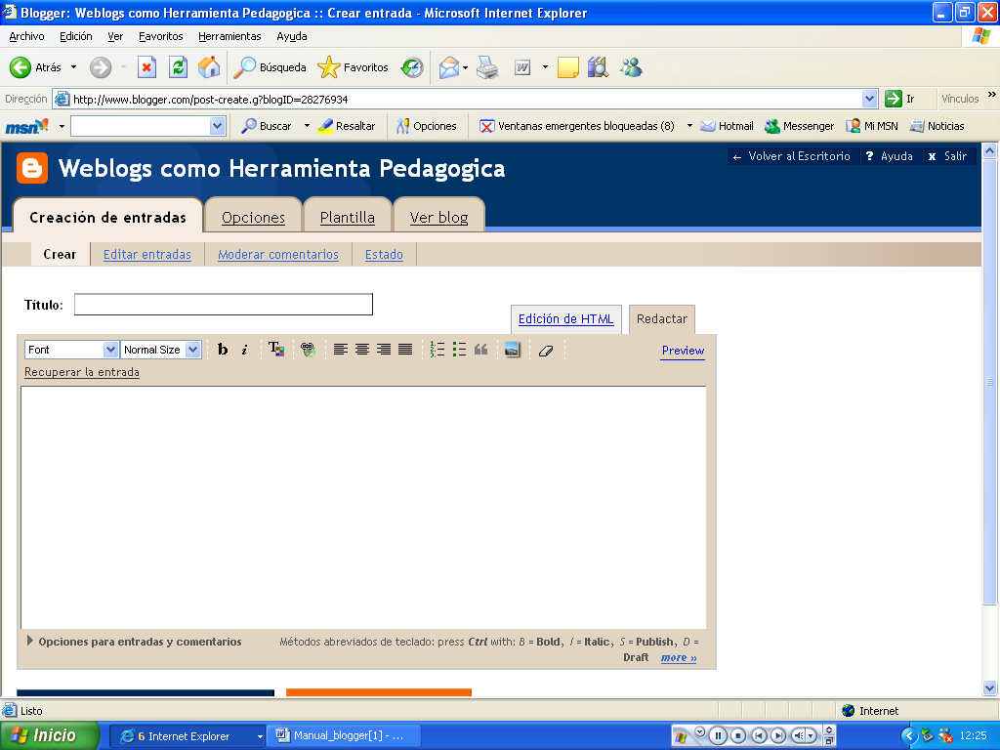 Blogger: Weblogs como Herramienta Pedagogica :: Crear entrada - Microsoft Internet Explorer
Archivo Edición Ver Favoritos Herramientas Ayuda
Atrás Búsqueda Favoritos
Dirección http://www.blogger.com/post-create.g?blogID=28276934 Ir Vínculos »
msn Buscar Resaltar Opciones Ventanas emergentes bloqueadas (8) Hotmail Messenger Mi MSN Noticias
Weblogs como Herramienta Pedagogica ← Volver al Escritorio ? Ayuda x Salir
Creación de entradas Opciones Plantilla Ver blog
Crear Editar entradas Moderar comentarios Estado
Título:
Edición de HTML Redactar
Font Normal Size b i T Preview
Recuperar la entrada
Opciones para entradas y comentarios Métodos abreviados de teclado: press Ctrl with: B = Bold, I = Italic, S = Publish, D =
Draft more »
Listo Internet
Inicio 6 Internet Explorer Manual_blogger[1] - ... 12:25